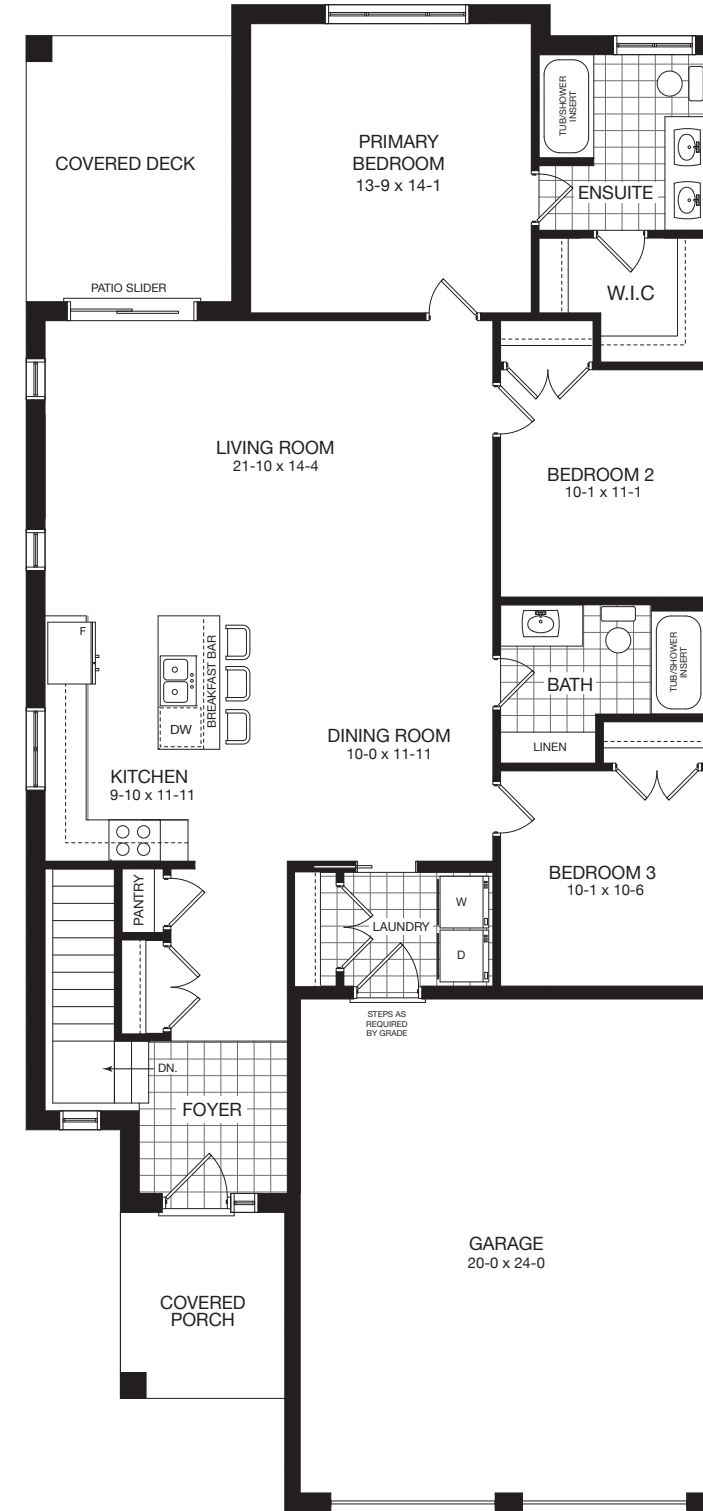 TUB/SHOWER
INSERT
PRIMARY
BEDROOM
13-9 x 14-1
COVERED DECK
ENSUITE
PATIO SLIDER
W.I.C
LIVING ROOM
21-10 x 14-4
BEDROOM 2
10-1 x 11-1
F
BREAKFAST BAR
DW
BATH
TUB/SHOWER
INSERT
LINEN
DINING ROOM
10-0 x 11-11
KITCHEN
9-10 x 11-11
BEDROOM 3
10-1 x 10-6
PANTRY
LAUNDRY
W
D
STEPS AS
REQUIRED
BY GRADE
DN.
FOYER
GARAGE
20-0 x 24-0
COVERED
PORCH